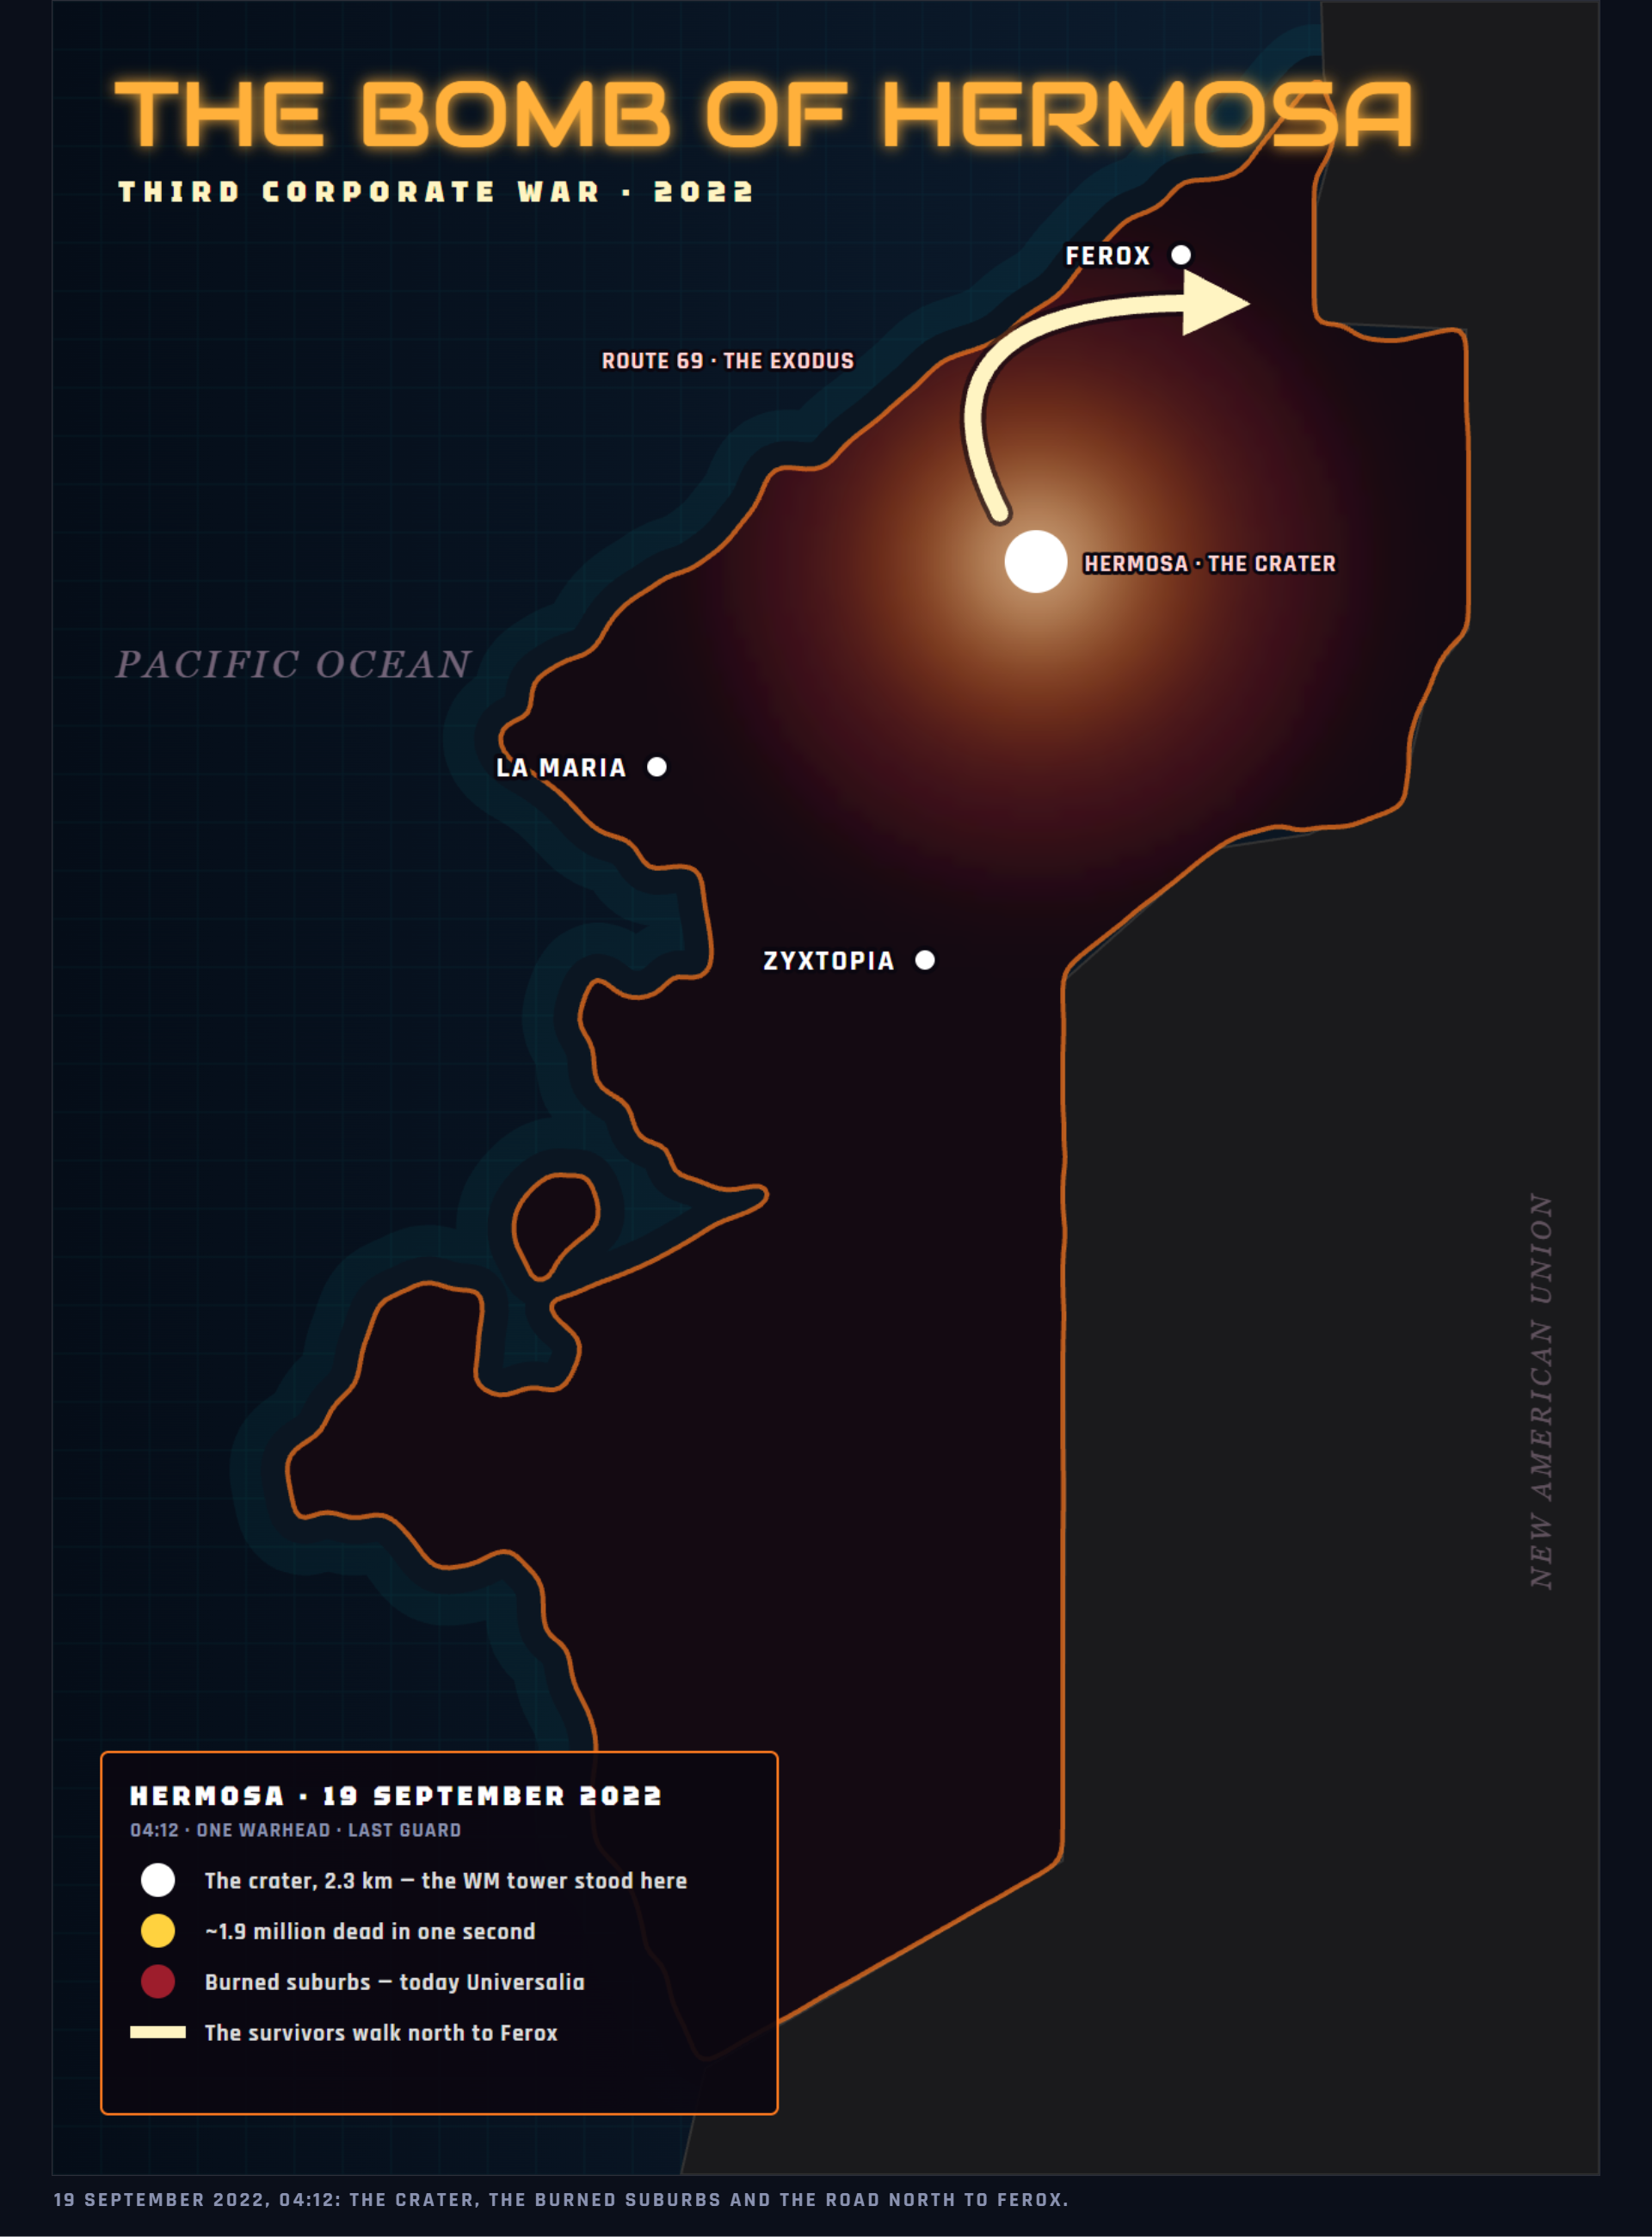 THE BOMB OF HERMOSA
THIRD CORPORATE WAR · 2022
FEROX
ROUTE 69 · THE EXODUS
HERMOSA · THE CRATER
PACIFIC OCEAN
LA MARIA
ZYXTOPIA
NEW AMERICAN UNION
HERMOSA · 19 SEPTEMBER 2022
04:12 · ONE WARHEAD · LAST GUARD
The crater, 2.3 km — the WM tower stood here
~1.9 million dead in one second
Burned suburbs — today Universalia
The survivors walk north to Ferox
19 SEPTEMBER 2022, 04:12: THE CRATER, THE BURNED SUBURBS AND THE ROAD NORTH TO FEROX.